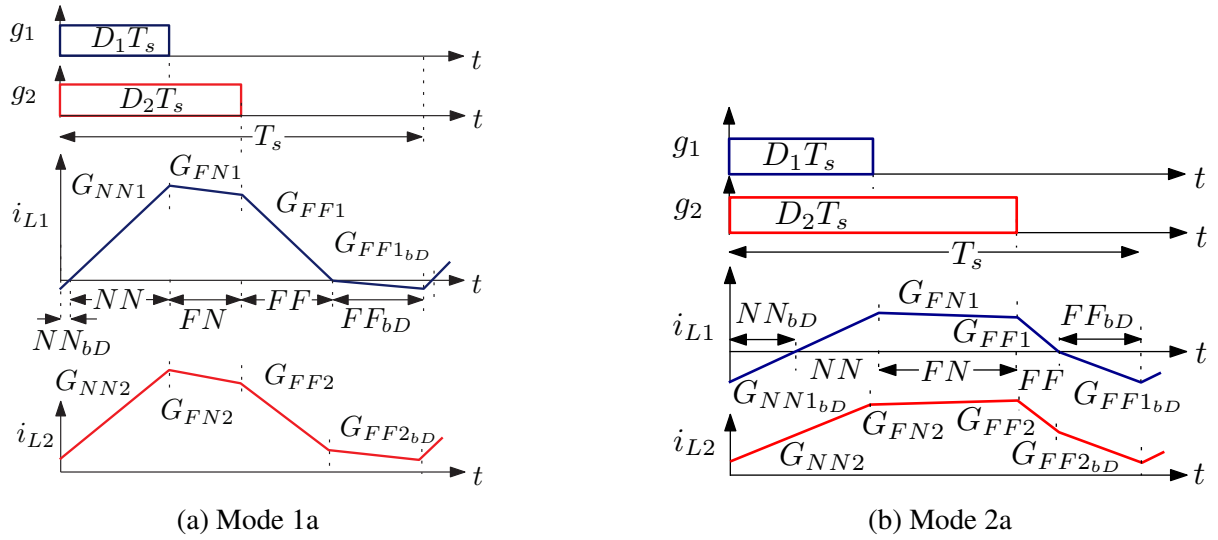 g1
D1Ts
t
g2
D2Ts
t
Ts
GNN1
GFN1
GFF1
GFF1bD
iL1
t
NN
FN
FF
FFbD
NNbD
GNN2
GFN2
GFF2
GFF2bD
iL2
t
(a) Mode 1a
g1
D1Ts
t
g2
D2Ts
t
Ts
NNbD
GFN1
GFF1
FFbD
iL1
t
NN
FN
FF
GNN1bD
GFF1bD
GNN2
GFN2
GFF2
GFF2bD
iL2
t
(b) Mode 2a